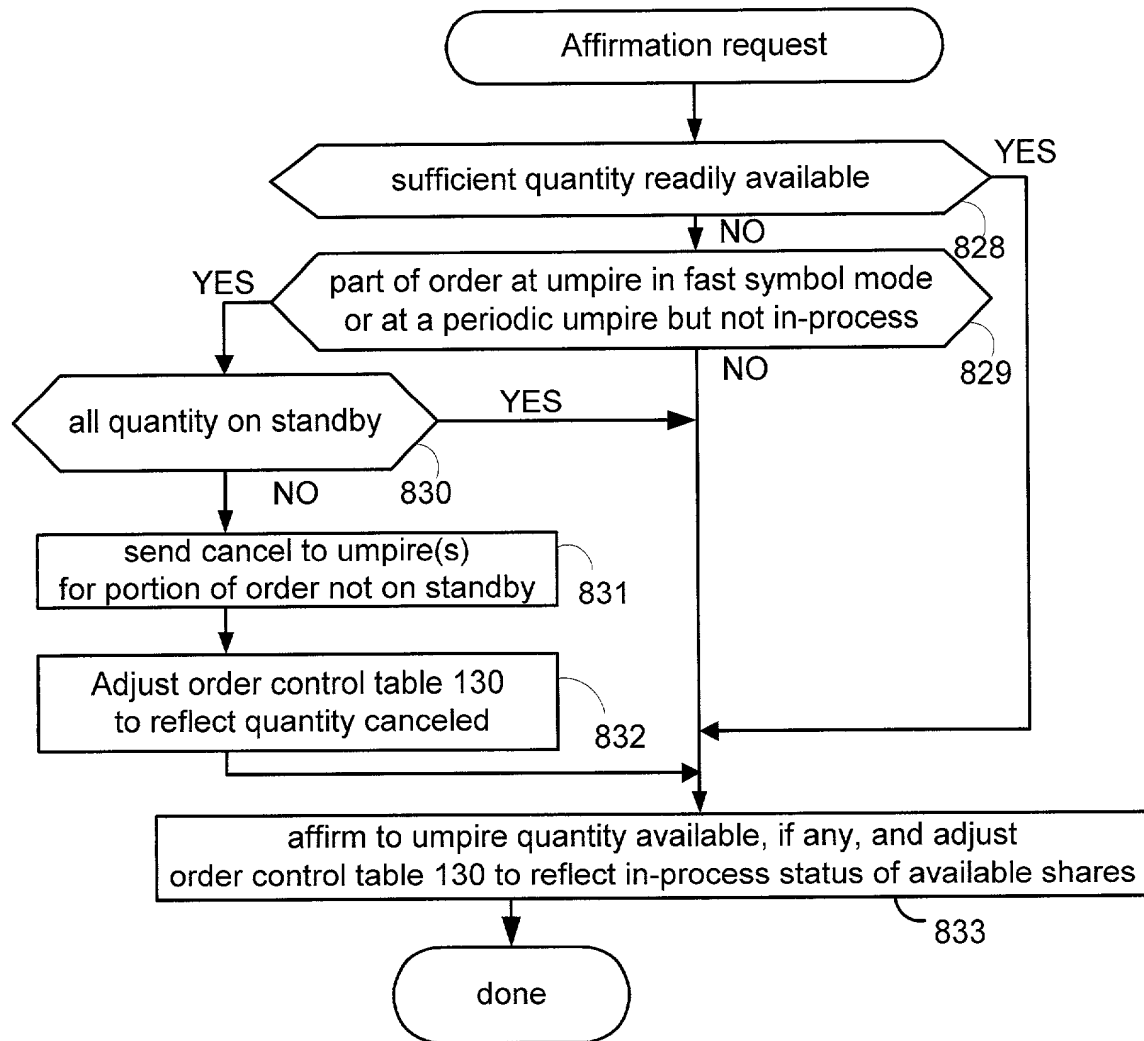 Affirmation request
YES
sufficient quantity readily available
NO
828
YES
part of order at umpire in fast symbol mode
or at a periodic umpire but not in-process
NO
829
YES
all quantity on standby
NO
830
send cancel to umpire(s)
for portion of order not on standby
831
Adjust order control table 130
to reflect quantity canceled
832
affirm to umpire quantity available, if any, and adjust
order control table 130 to reflect in-process status of available shares
833
done